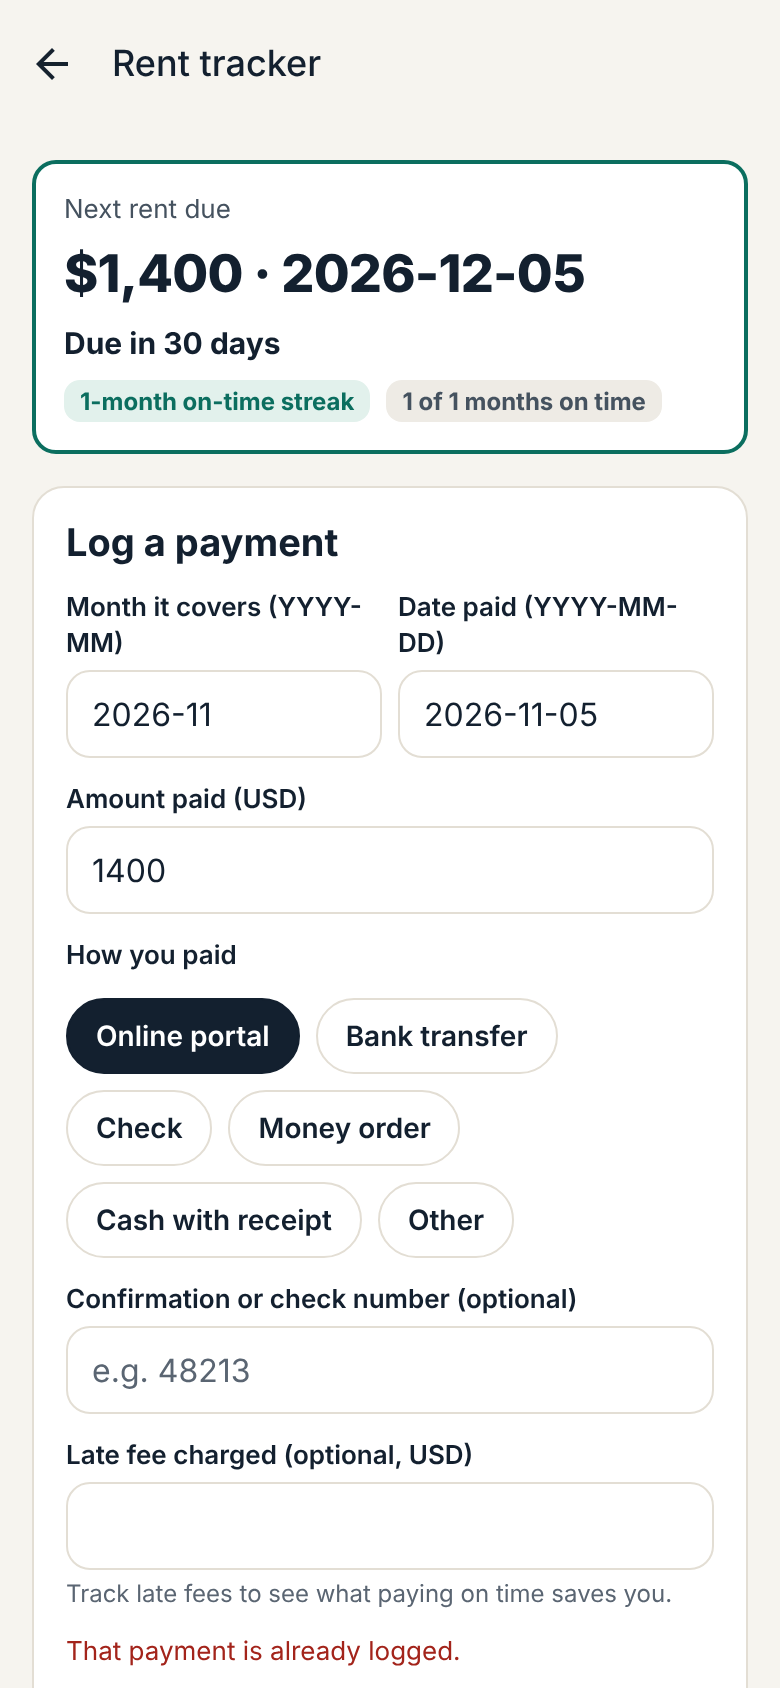 Rent tracker
Next rent due
$1,400 · 2026-12-05
Due in 30 days
1-month on-time streak
1 of 1 months on time
Log a payment
Month it covers (YYYY-
MM)
Date paid (YYYY-MM-
DD)
2026-11
2026-11-05
Amount paid (USD)
1400
How you paid
Online portal
Bank transfer
Check
Money order
Cash with receipt
Other
Confirmation or check number (optional)
e.g. 48213
Late fee charged (optional, USD)
Track late fees to see what paying on time saves you.
That payment is already logged.